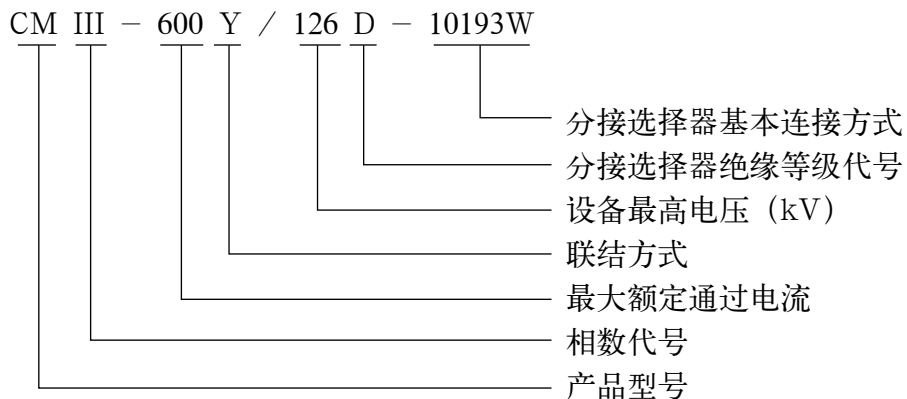 CM III - 600 Y / 126 D - 10193W
分接选择器基本连接方式
分接选择器绝缘等级代号
设备最高电压（kV）
联结方式
最大额定通过电流
相数代号
产品型号